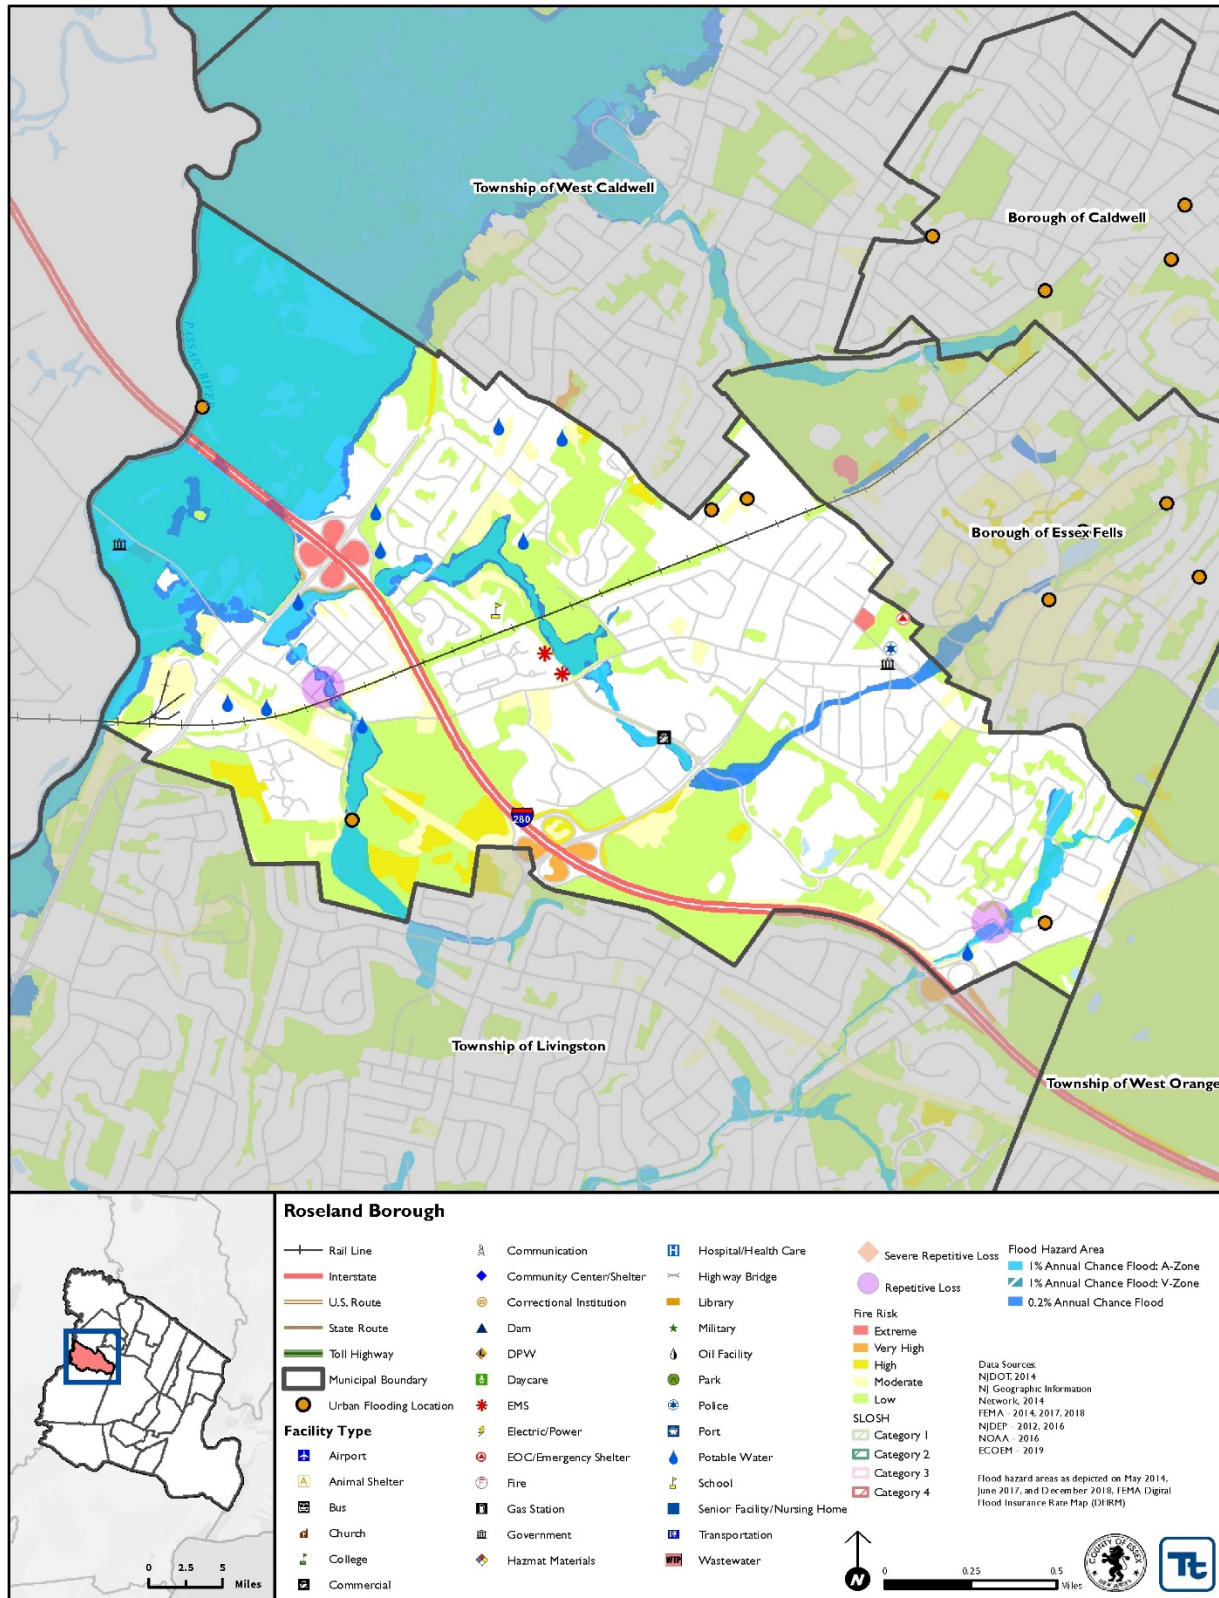 Township of West Caldwell
Borough of Caldwell
PASSAIC RIVER
Borough of Essex Fells
280
Township of Livingston
Township of West Orange
Roseland Borough
Rail Line
Interstate
U.S. Route
State Route
Toll Highway
Municipal Boundary
Urban Flooding Location
Facility Type
Airport
A
Animal Shelter
Bus
Church
College
Commercial
Communication
Community Center/Shelter
Correctional Institution
Dam
DPW
Daycare
EMS
Electric/Power
EOC/Emergency Shelter
F
Fire
Gas Station
Government
Hazmat Materials
H
Hospital/Health Care
Highway Bridge
Library
Military
Oil Facility
Park
Police
Port
Potable Water
School
Senior Facility/Nursing Home
Transportation
WTP
Wastewater
Severe Repetitive Loss
Repetitive Loss
Fire Risk
Extreme
Very High
High
Moderate
Low
SLOSH
Category 1
Category 2
Category 3
Category 4
Flood Hazard Area
1% Annual Chance Flood: A-Zone
1% Annual Chance Flood: V-Zone
0.2% Annual Chance Flood
Data Sources:
NJDOT, 2014
NJ Geographic Information
Network, 2014
FEMA - 2014, 2017, 2018
NJDEP - 2012, 2016
NOAA - 2016
ECOEM - 2019
Flood hazard areas as depicted on May 2014,
June 2017, and December 2018, FEMA Digital
Flood Insurance Rate Map (DFIRM)
0 2.5 5
Miles
N
0 0.25 0.5
Miles
COUNTY OF ESSEX
NEW JERSEY
Tt